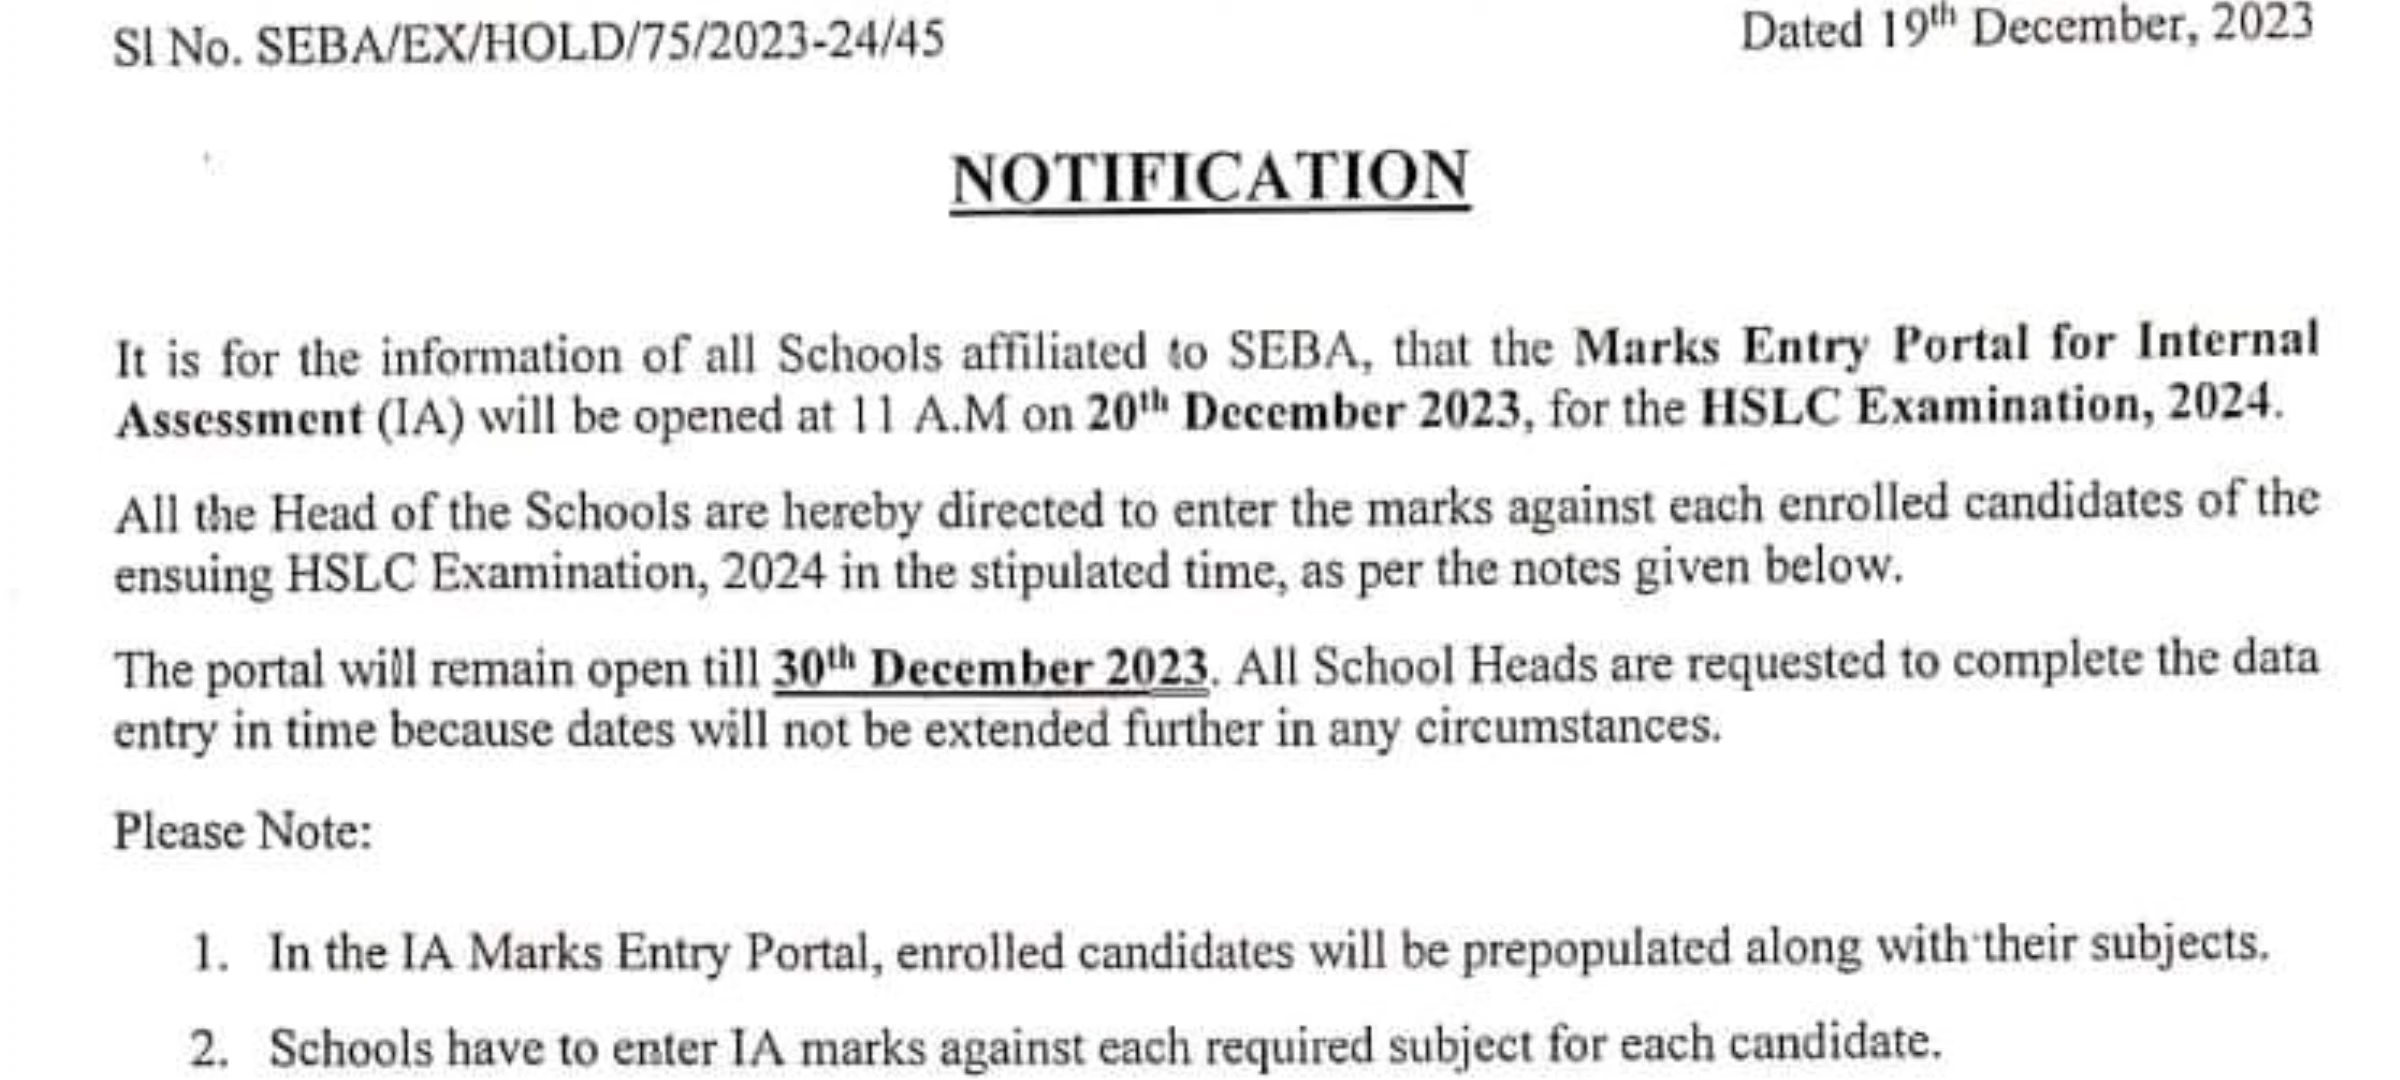 Sl No. SEBA/EX/HOLD/75/2023-24/45
Dated 19th December, 2023
NOTIFICATION
It is for the information of all Schools affiliated to SEBA, that the Marks Entry Portal for Internal
Assessment (IA) will be opened at 11 A.M on 20th December 2023, for the HSLC Examination, 2024.
All the Head of the Schools are hereby directed to enter the marks against each enrolled candidates of the
ensuing HSLC Examination, 2024 in the stipulated time, as per the notes given below.
The portal will remain open till 30th December 2023. All School Heads are requested to complete the data
entry in time because dates will not be extended further in any circumstances.
Please Note:
1. In the IA Marks Entry Portal, enrolled candidates will be prepopulated along with their subjects.
2. Schools have to enter IA marks against each required subject for each candidate.